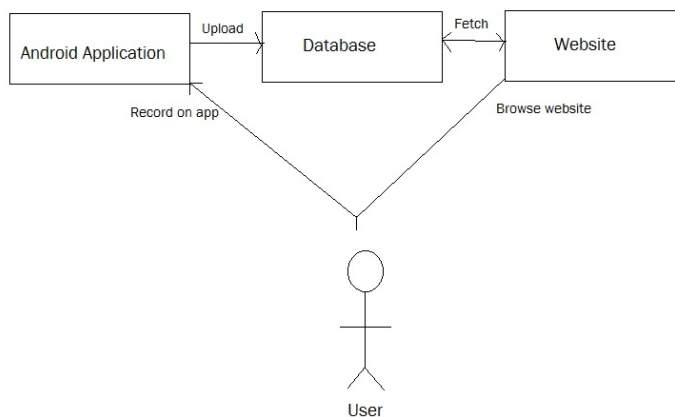 Upload
Fetch
Android Application
Database
Website
Record on app
Browse website
User